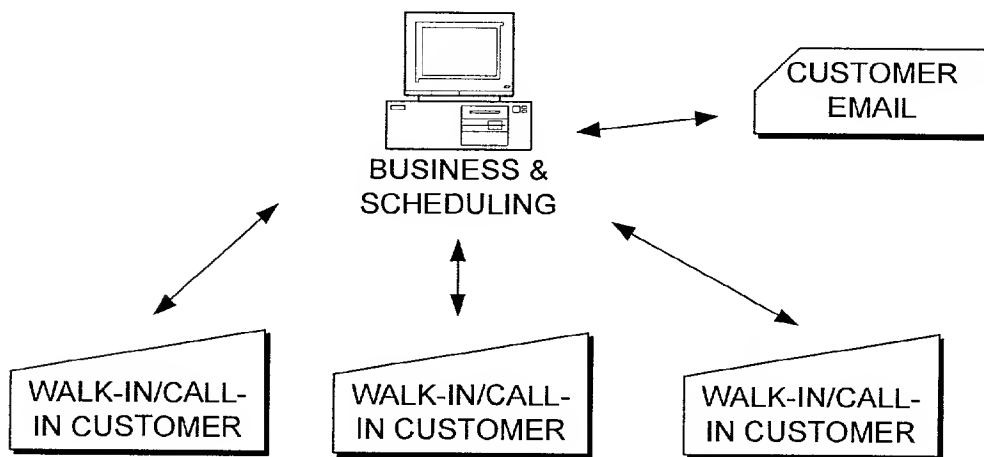 CUSTOMER
EMAIL
BUSINESS &
SCHEDULING
WALK-IN/CALL-
IN CUSTOMER
WALK-IN/CALL-
IN CUSTOMER
WALK-IN/CALL-
IN CUSTOMER